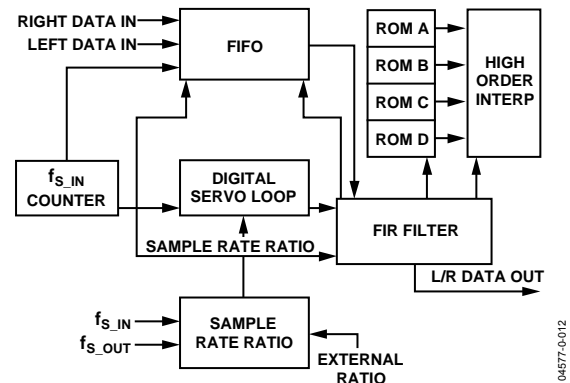 RIGHT DATA IN
LEFT DATA IN
FIFO
ROM A
ROM B
ROM C
ROM D
HIGH
ORDER
INTERP
fS_IN
COUNTER
DIGITAL
SERVO LOOP
FIR FILTER
SAMPLE RATE RATIO
L/R DATA OUT
fS_IN
fS_OUT
SAMPLE
RATE RATIO
EXTERNAL
RATIO
04577-0-012